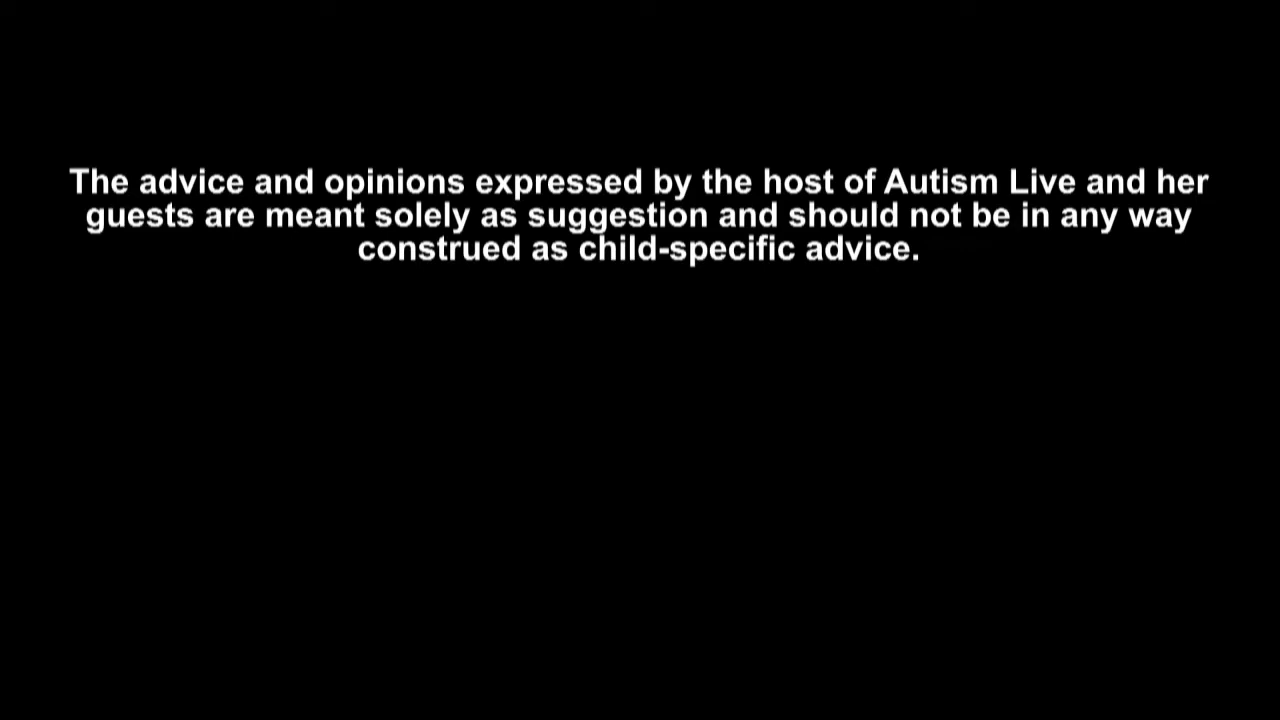 The advice and opinions expressed by the host of Autism Live and her
guests are meant solely as suggestion and should not be in any way
construed as child-specific advice.